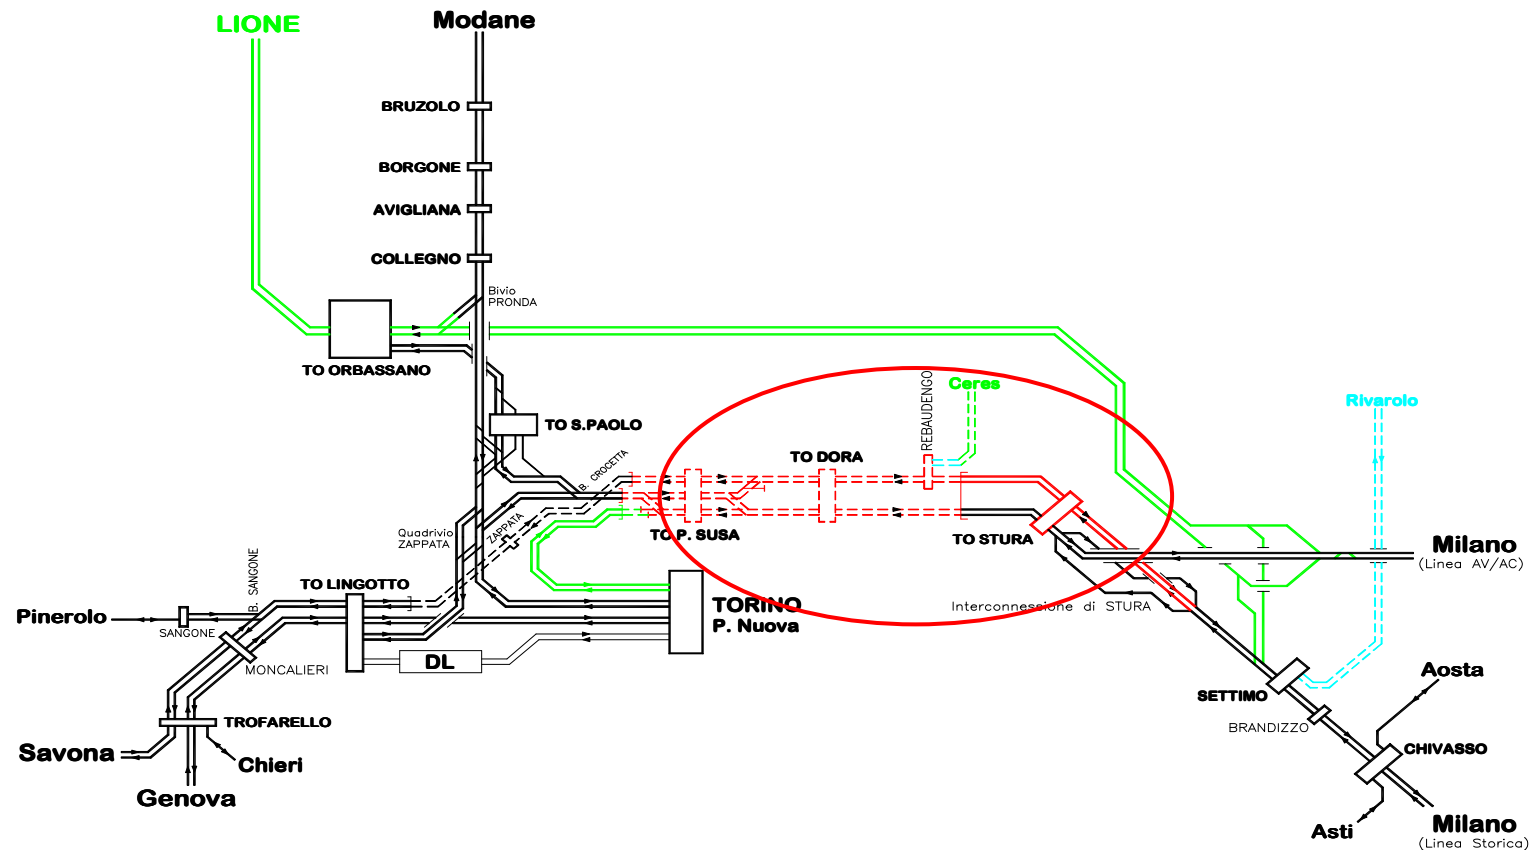 LIONE
Modane
BRUZOLO
BORGONE
AVIGLIANA
COLLEGNO
Bivio
PRONDA
TO ORBASSANO
TO S.PAOLO
B. CROCETTA
Quadrivio
ZAPPATA
ZAPPATA
TO P. SUSA
TO DORA
REBAUDENGO
Ceres
Rivarolo
TO STURA
Milano
(Linea AV/AC)
Interconnessione di STURA
B. SANGONE
TO LINGOTTO
Pinerolo
SANGONE
MONCALIERI
DL
TORINO
P. Nuova
TROFARELLO
Savona
Chieri
Genova
SETTIMO
BRANDIZZO
Aosta
CHIVASSO
Asti
Milano
(Linea Storica)